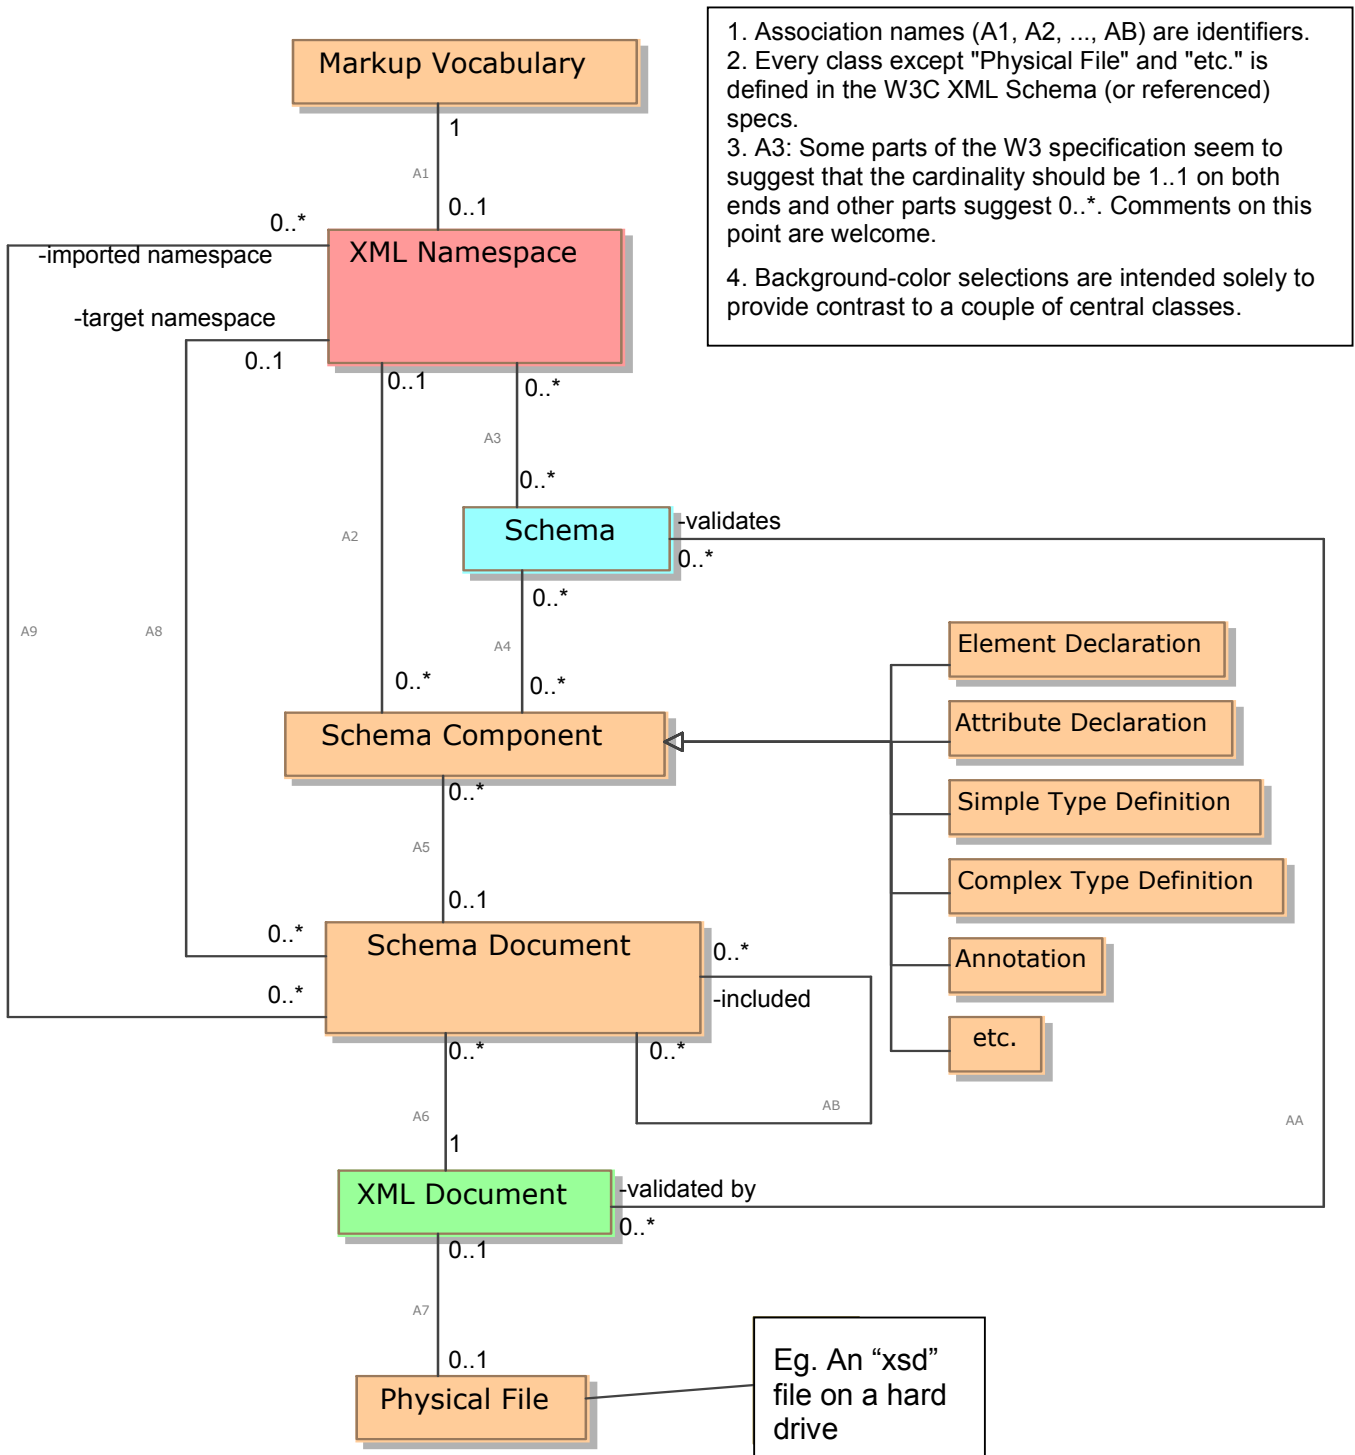 Markup Vocabulary
1. Association names (A1, A2, ..., AB) are identifiers.
2. Every class except "Physical File" and "etc." is
defined in the W3C XML Schema (or referenced)
specs.
3. A3: Some parts of the W3 specification seem to
suggest that the cardinality should be 1..1 on both
ends and other parts suggest 0..*. Comments on this
point are welcome.
4. Background-color selections are intended solely to
provide contrast to a couple of central classes.
1
A1
0..1
0..*
-imported namespace
XML Namespace
-target namespace
0..1
0..1
0..*
A3
0..*
A2
Schema
-validates
0..*
0..*
A9
A8
A4
0..*
0..*
Element Declaration
Attribute Declaration
Simple Type Definition
Complex Type Definition
Annotation
etc.
Schema Component
0..*
A5
0..1
0..*
Schema Document
0..*
-included
0..*
0..*
0..*
AB
A6
AA
1
XML Document
-validated by
0..*
0..1
A7
0..1
Physical File
Eg. An “xsd”
file on a hard
drive